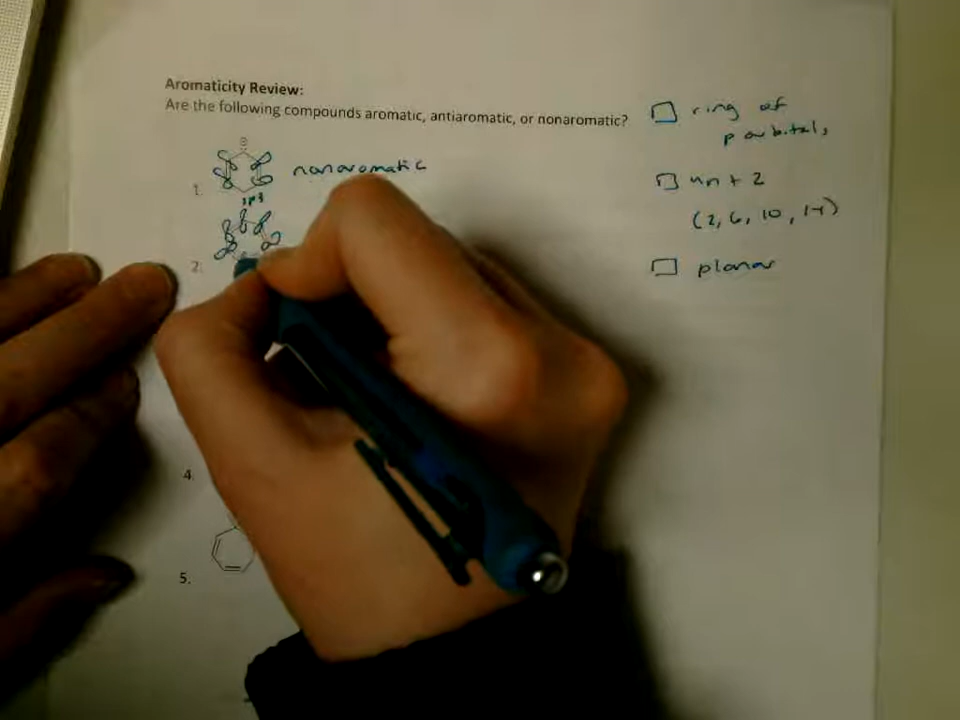 Aromaticity Review:
Are the following compounds aromatic, antiaromatic, or nonaromatic?
ring of
p orbitals
1. nonaromatic
sp3
4n + 2
(2, 6, 10, 14)
2.
planar
4.
5.